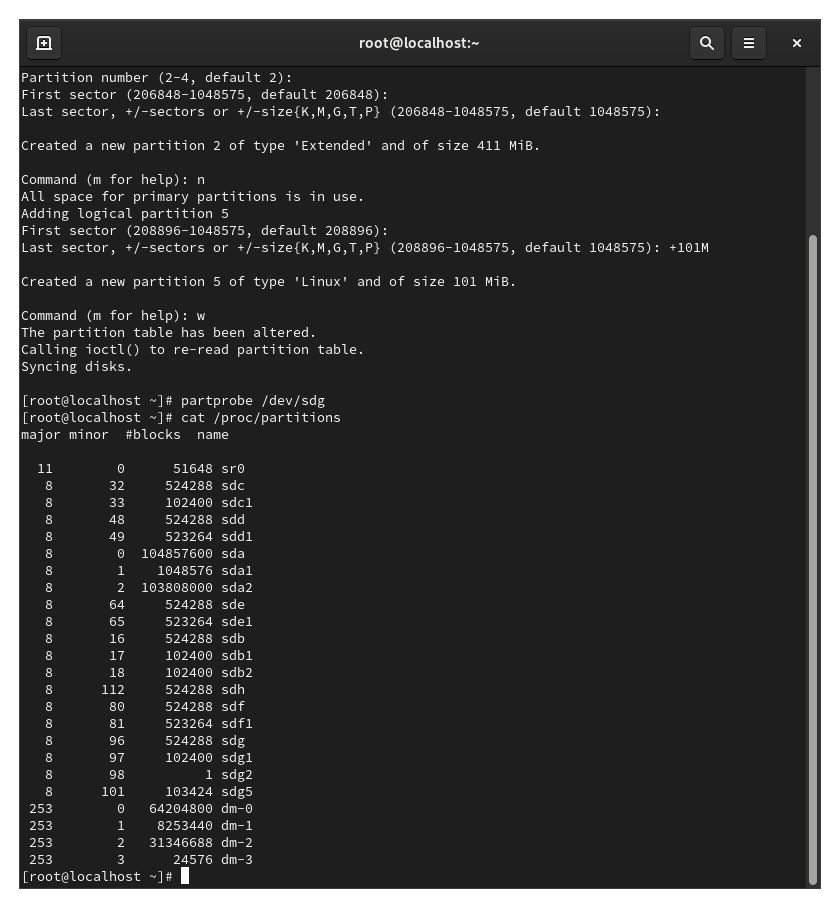 root@localhost:~
Partition number (2-4, default 2):
First sector (206848-1048575, default 206848):
Last sector, +/-sectors or +/-size{K,M,G,T,P} (206848-1048575, default 1048575):
Created a new partition 2 of type 'Extended' and of size 411 MiB.
Command (m for help): n
All space for primary partitions is in use.
Adding logical partition 5
First sector (208896-1048575, default 208896):
Last sector, +/-sectors or +/-size{K,M,G,T,P} (208896-1048575, default 1048575): +101M
Created a new partition 5 of type 'Linux' and of size 101 MiB.
Command (m for help): w
The partition table has been altered.
Calling ioctl() to re-read partition table.
Syncing disks.
[root@localhost ~]# partprobe /dev/sdg
[root@localhost ~]# cat /proc/partitions
major minor  #blocks  name
  11        0      51648 sr0
   8       32     524288 sdc
   8       33     102400 sdc1
   8       48     524288 sdd
   8       49     523264 sdd1
   8        0  104857600 sda
   8        1    1048576 sda1
   8        2  103808000 sda2
   8       64     524288 sde
   8       65     523264 sde1
   8       16     524288 sdb
   8       17     102400 sdb1
   8       18     102400 sdb2
   8      112     524288 sdh
   8       80     524288 sdf
   8       81     523264 sdf1
   8       96     524288 sdg
   8       97     102400 sdg1
   8       98          1 sdg2
   8      101     103424 sdg5
 253        0   64204800 dm-0
 253        1    8253440 dm-1
 253        2   31346688 dm-2
 253        3      24576 dm-3
[root@localhost ~]#